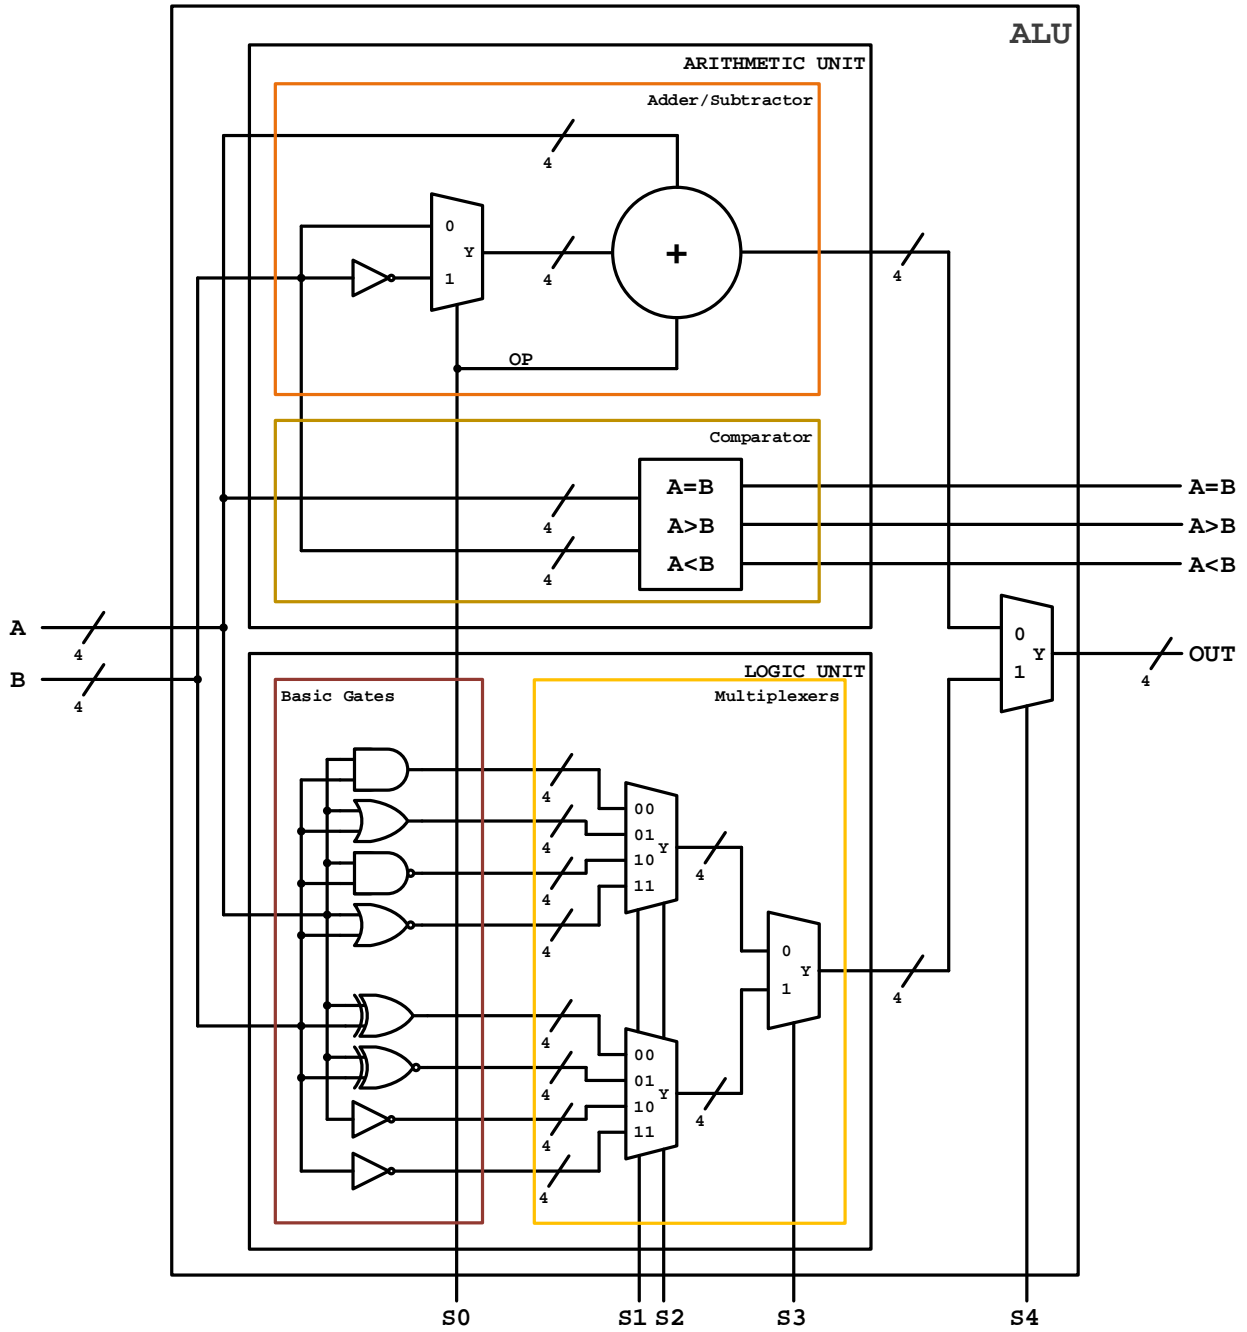 ALU
ARITHMETIC UNIT
Adder/Subtractor
4
0
Y
1
4
+
4
OP
Comparator
4
4
A=B
A>B
A<B
A=B
A>B
A<B
A
4
B
4
0
Y
1
4
OUT
LOGIC UNIT
Basic Gates
Multiplexers
4
4
4
4
00
01
Y
10
11
4
0
Y
1
4
4
4
4
4
00
01
Y
10
11
4
S0
S1
S2
S3
S4